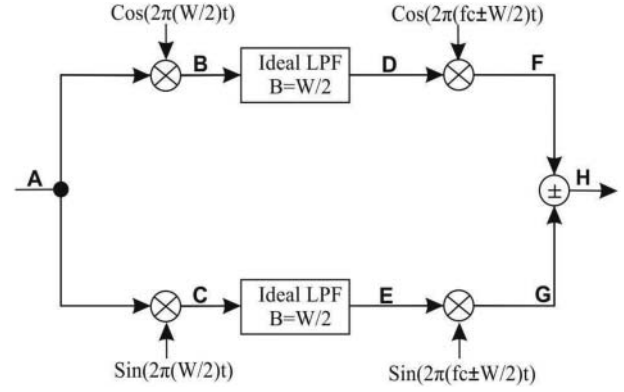 Cos(2π(W/2)t)
Cos(2π(fc±W/2)t)
B
Ideal LPF
B=W/2
D
F
A
±
H
C
Ideal LPF
B=W/2
E
G
Sin(2π(W/2)t)
Sin(2π(fc±W/2)t)